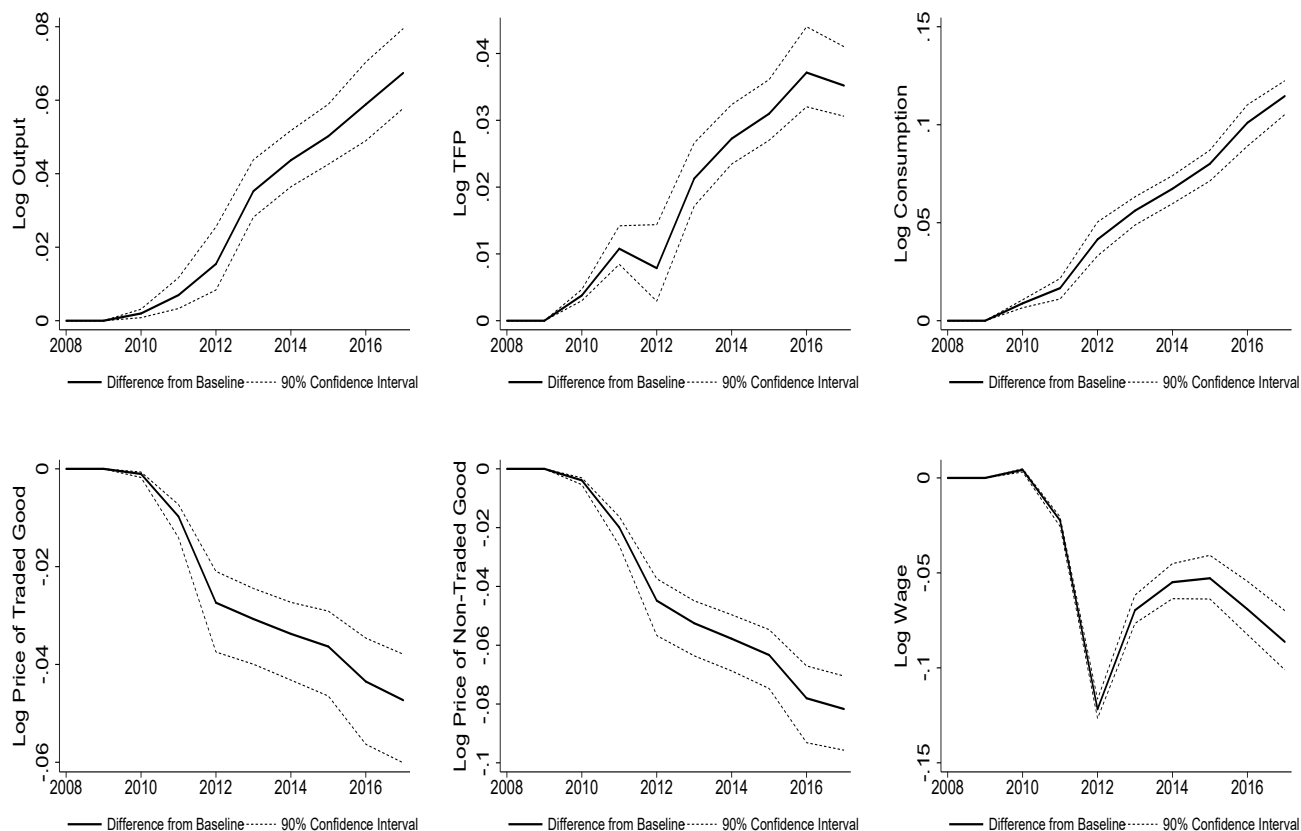 Log Output
.08
.06
.04
.02
0
2008 2010 2012 2014 2016
Difference from Baseline 90% Confidence Interval
Log TFP
.04
.03
.02
.01
0
2008 2010 2012 2014 2016
Difference from Baseline 90% Confidence Interval
Log Consumption
.15
.1
.05
0
2008 2010 2012 2014 2016
Difference from Baseline 90% Confidence Interval
Log Price of Traded Good
0
-.02
-.04
-.06
2008 2010 2012 2014 2016
Difference from Baseline 90% Confidence Interval
Log Price of Non-Traded Good
0
-.02
-.04
-.06
-.08
-.1
2008 2010 2012 2014 2016
Difference from Baseline 90% Confidence Interval
Log Wage
0
-.05
-.1
-.15
2008 2010 2012 2014 2016
Difference from Baseline 90% Confidence Interval